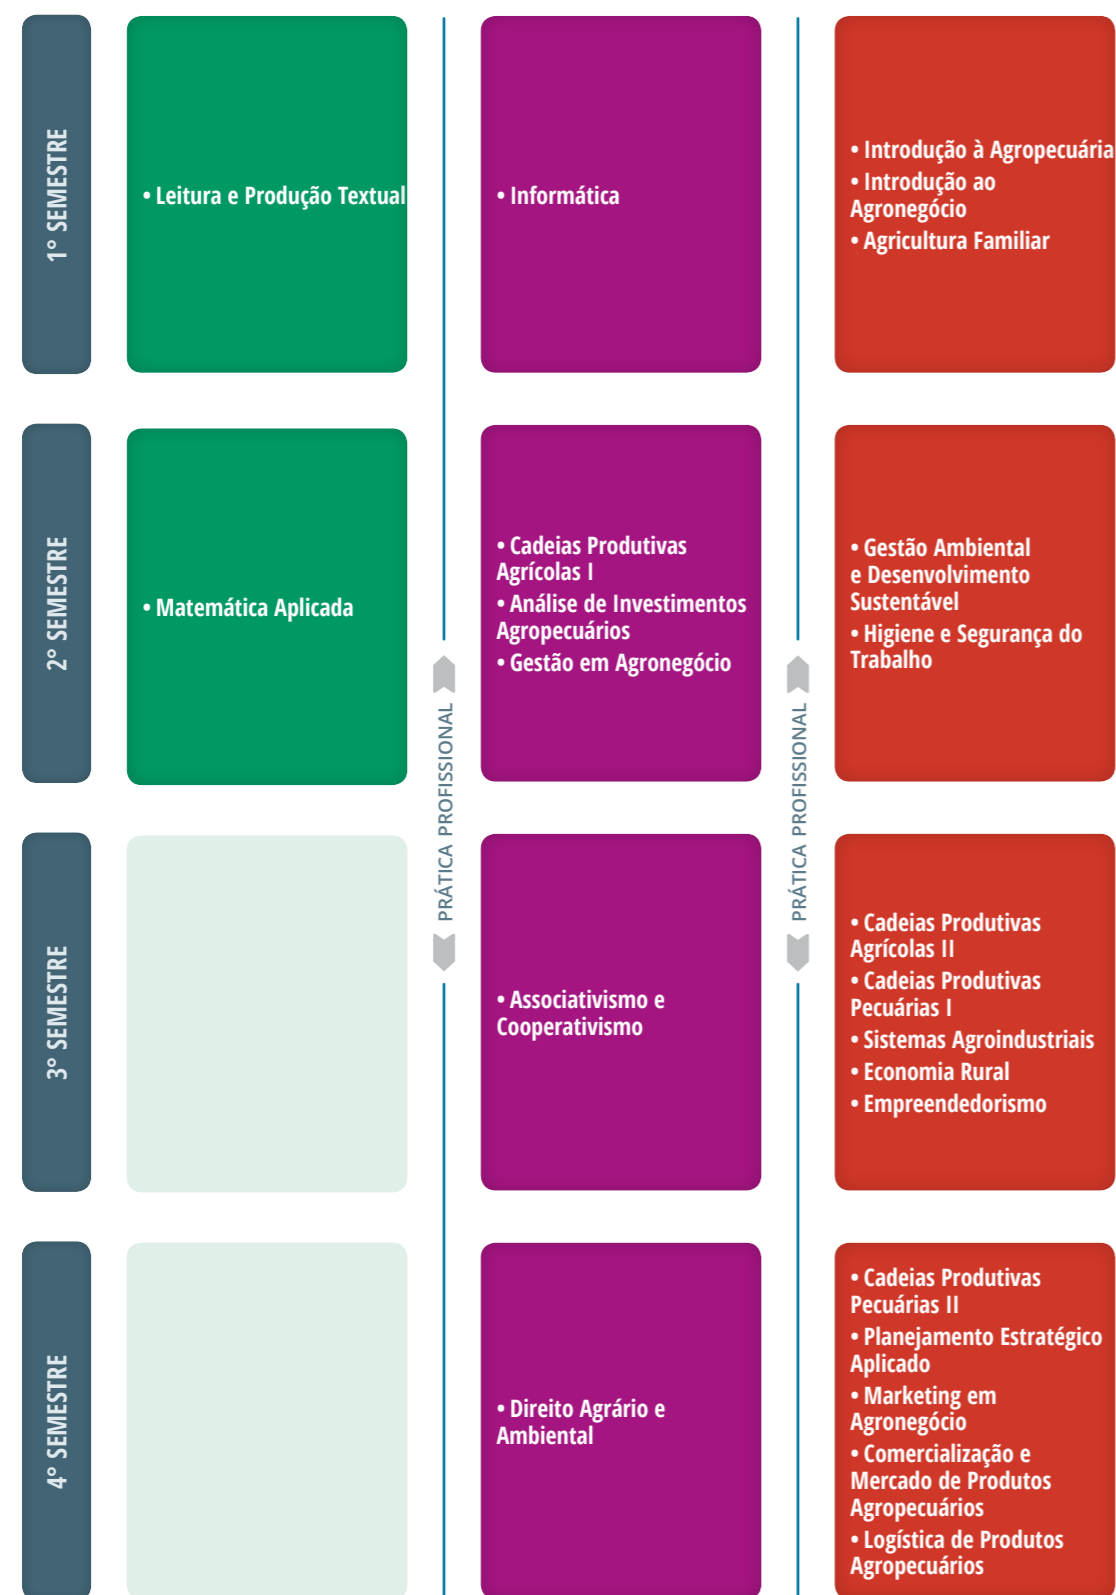 1° SEMESTRE
• Leitura e Produção Textual
• Informática
• Introdução à Agropecuária
• Introdução ao
Agronegócio
• Agricultura Familiar
2° SEMESTRE
• Matemática Aplicada
• Cadeias Produtivas
Agrícolas I
• Análise de Investimentos
Agropecuários
• Gestão em Agronegócio
• Gestão Ambiental
e Desenvolvimento
Sustentável
• Higiene e Segurança do
Trabalho
PRÁTICA PROFISSIONAL
PRÁTICA PROFISSIONAL
3° SEMESTRE
• Associativismo e
Cooperativismo
• Cadeias Produtivas
Agrícolas II
• Cadeias Produtivas
Pecuárias I
• Sistemas Agroindustriais
• Economia Rural
• Empreendedorismo
4° SEMESTRE
• Direito Agrário e
Ambiental
• Cadeias Produtivas
Pecuárias II
• Planejamento Estratégico
Aplicado
• Marketing em
Agronegócio
• Comercialização e
Mercado de Produtos
Agropecuários
• Logística de Produtos
Agropecuários